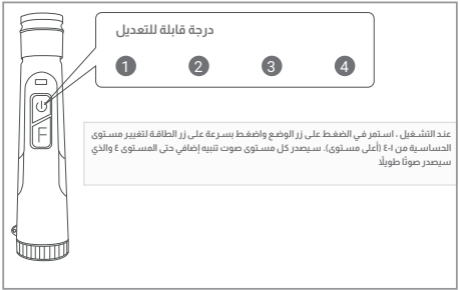 درجة قابلة للتعديل
1 2 3 4
F
عند التشغيل ، استمر في الضغط على زر الوضع واضغط بسرعة على زر الطاقة لتغيير مستوى
الحساسية من ١-٤ (أعلى مستوى). سيصدر كل مستوى صوت تنبيه إضافي حتى المستوى ٤ والذي
سيصدر صوتًا طويلًا